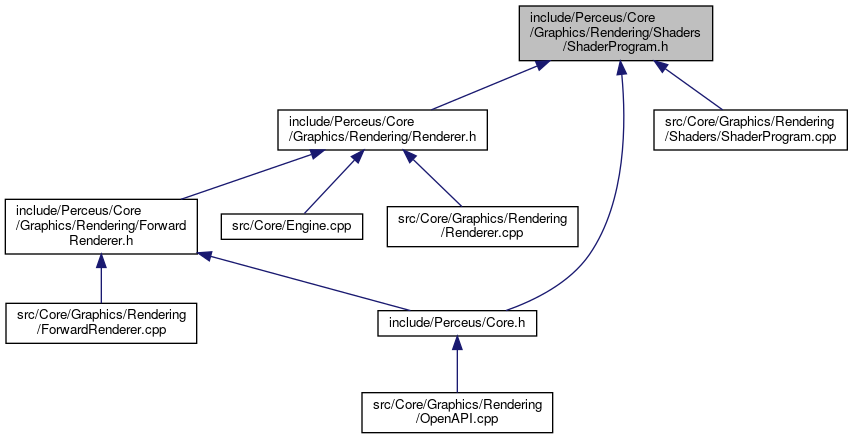 include/Perceus/Core
/Graphics/Rendering/Shaders
/ShaderProgram.h
include/Perceus/Core
/Graphics/Rendering/Renderer.h
src/Core/Graphics/Rendering
/Shaders/ShaderProgram.cpp
include/Perceus/Core
/Graphics/Rendering/Forward
Renderer.h
src/Core/Engine.cpp
src/Core/Graphics/Rendering
/Renderer.cpp
src/Core/Graphics/Rendering
/ForwardRenderer.cpp
include/Perceus/Core.h
src/Core/Graphics/Rendering
/OpenAPI.cpp